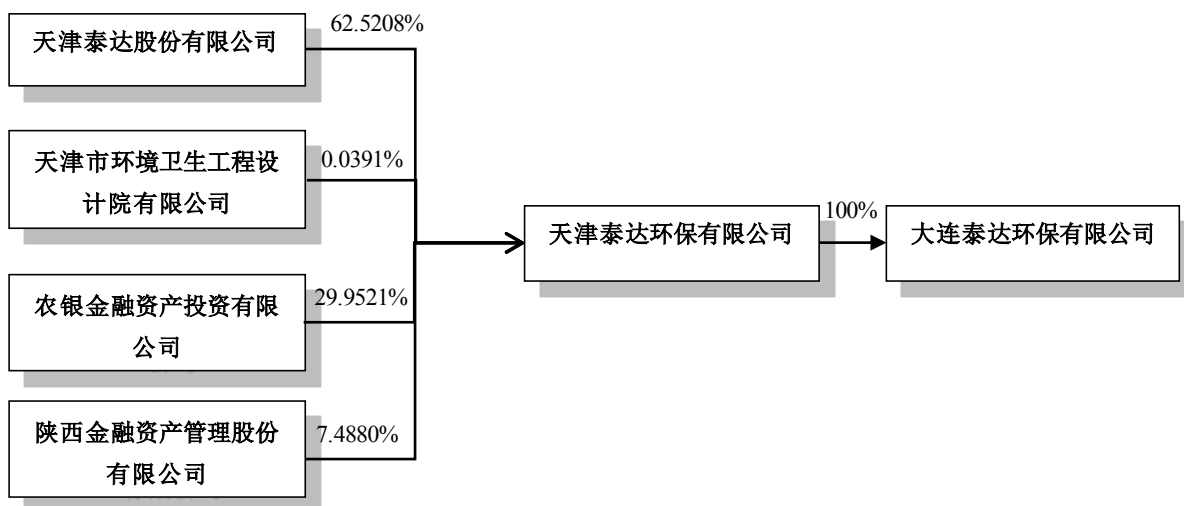 天津泰达股份有限公司
62.5208%
天津市环境卫生工程设
计院有限公司
0.0391%
农银金融资产投资有限
公司
29.9521%
陕西金融资产管理股份
有限公司
7.4880%
天津泰达环保有限公司
100%
大连泰达环保有限公司